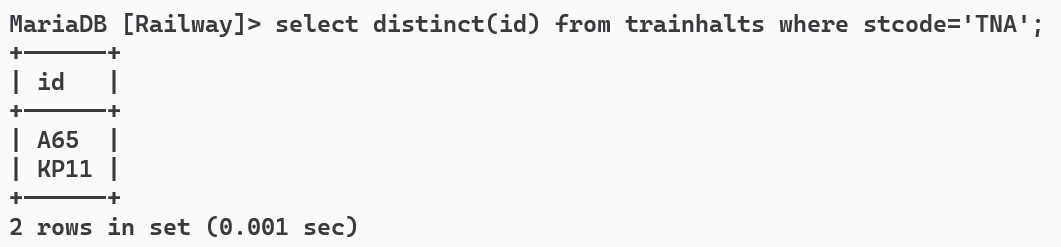 MariaDB [Railway]> select distinct(id) from trainhalts where stcode='TNA';
+------+
| id   |
+------+
| A65  |
| KP11 |
+------+
2 rows in set (0.001 sec)